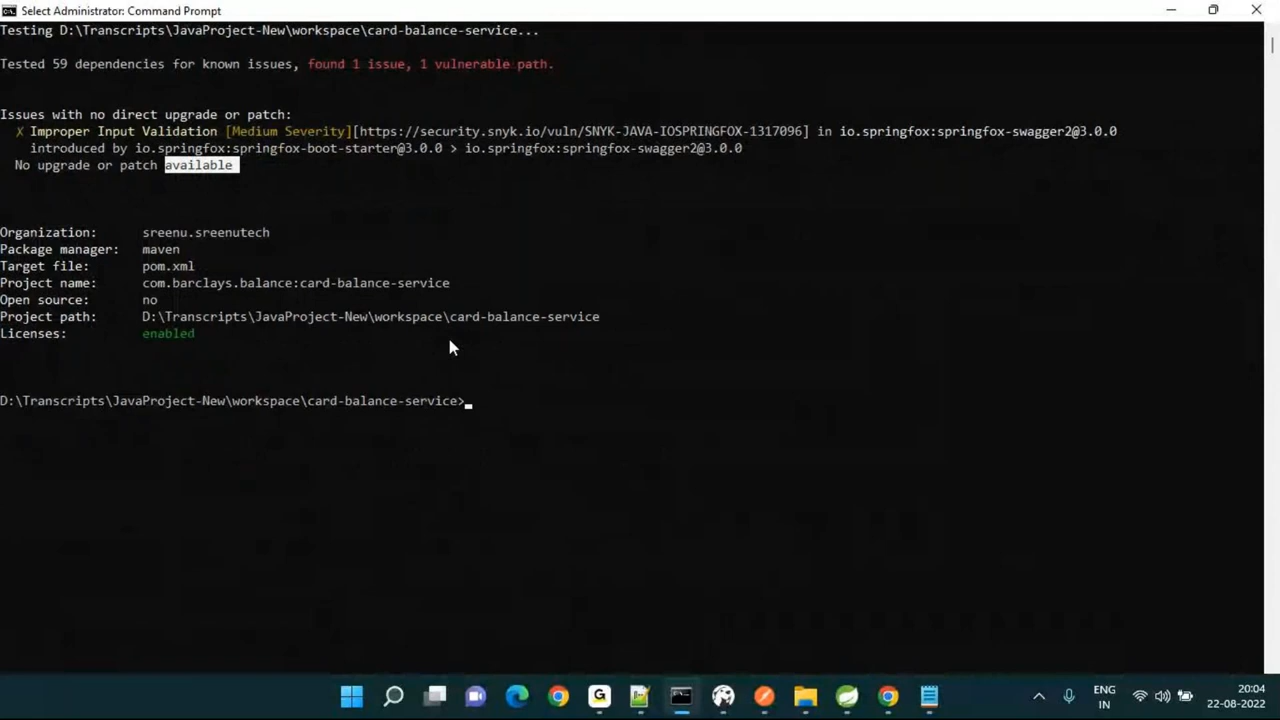 Select Administrator: Command Prompt
Testing D:\Transcripts\JavaProject-New\workspace\card-balance-service...
Tested 59 dependencies for known issues, found 1 issue, 1 vulnerable path.
Issues with no direct upgrade or patch:
✗ Improper Input Validation [Medium Severity][https://security.snyk.io/vuln/SNYK-JAVA-IOSPRINGFOX-1317096] in io.springfox:springfox-swagger2@3.0.0
introduced by io.springfox:springfox-boot-starter@3.0.0 > io.springfox:springfox-swagger2@3.0.0
No upgrade or patch available
Organization: sreenu.sreenutech
Package manager: maven
Target file: pom.xml
Project name: com.barclays.balance:card-balance-service
Open source: no
Project path: D:\Transcripts\JavaProject-New\workspace\card-balance-service
Licenses: enabled
D:\Transcripts\JavaProject-New\workspace\card-balance-service>
G
ENG
IN
20:04
22-08-2022